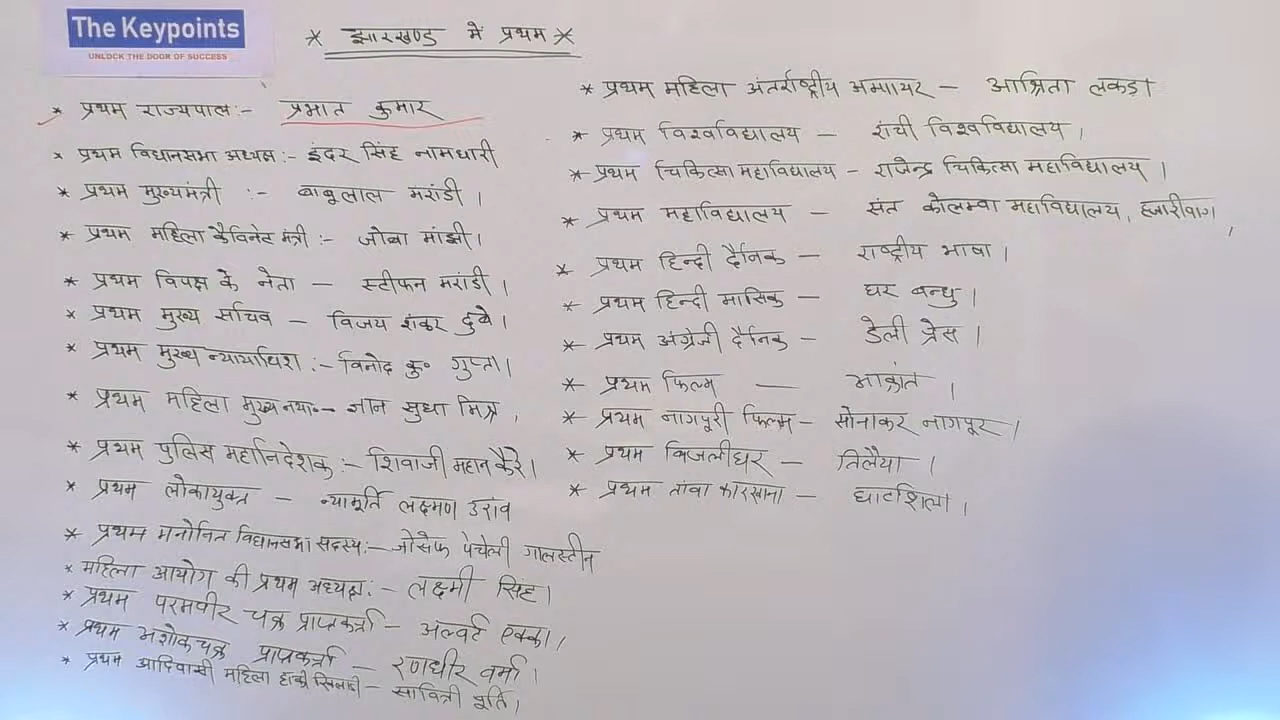 The Keypoints
UNLOCK THE DOOR OF SUCCESS
* झारखण्ड में प्रथम *
* प्रथम राज्यपाल :- प्रभात कुमार
* प्रथम विधानसभा अध्यक्ष :- इंदर सिंह नामधारी
* प्रथम मुख्यमंत्री :- बाबुलाल मरांडी।
* प्रथम महिला कैविनेट मंत्री :- जोबा मांझी।
* प्रथम विपक्ष के नेता - स्टीफन मरांडी।
* प्रथम मुख्य सचिव - विजय शंकर दुबे।
* प्रथम मुख्य न्यायाधिश :- विनोद कु० गुप्ता।
* प्रथम महिला मुख्य न्या०- ज्ञान सुधा मिश्र,
* प्रथम पुलिस महानिदेशक :- शिवाजी महान कैरे।
* प्रथम लोकायुक्त - न्यामूर्ति लक्ष्मण उरांव
* प्रथम मनोनित विधानसभा सदस्य :- जोसेफ पेचेली गालस्टीन
* महिला आयोग की प्रथम अध्यक्ष :- लक्ष्मी सिंह।
* प्रथम परमवीर चक्र प्राप्तकर्त्ता - अल्बर्ट एक्का।
* प्रथम अशोक चक्र प्राप्तकर्त्ता - रणधीर वर्मा।
* प्रथम आदिवासी महिला हॉकी खिलाड़ी - सावित्री पूर्ति।
* प्रथम महिला अंतर्राष्ट्रीय अम्पायर - आश्रिता लकड़ा
* प्रथम विश्वविद्यालय - रांची विश्वविद्यालय।
* प्रथम चिकित्सा महाविद्यालय - राजेन्द्र चिकित्सा महाविद्यालय।
* प्रथम महाविद्यालय - संत कोलम्बा महाविद्यालय, हजारीबाग,
* प्रथम हिन्दी दैनिक - राष्ट्रीय भाषा।
* प्रथम हिन्दी मासिक - घर बन्धु।
* प्रथम अंग्रेजी दैनिक - डेली प्रेस।
* प्रथम फिल्म - आक्रांत।
* प्रथम नागपूरी फिल्म - सोनाकर नागपूर।
* प्रथम विजलीघर - तिलैया।
* प्रथम तांबा कारखाना - घाटशिला।